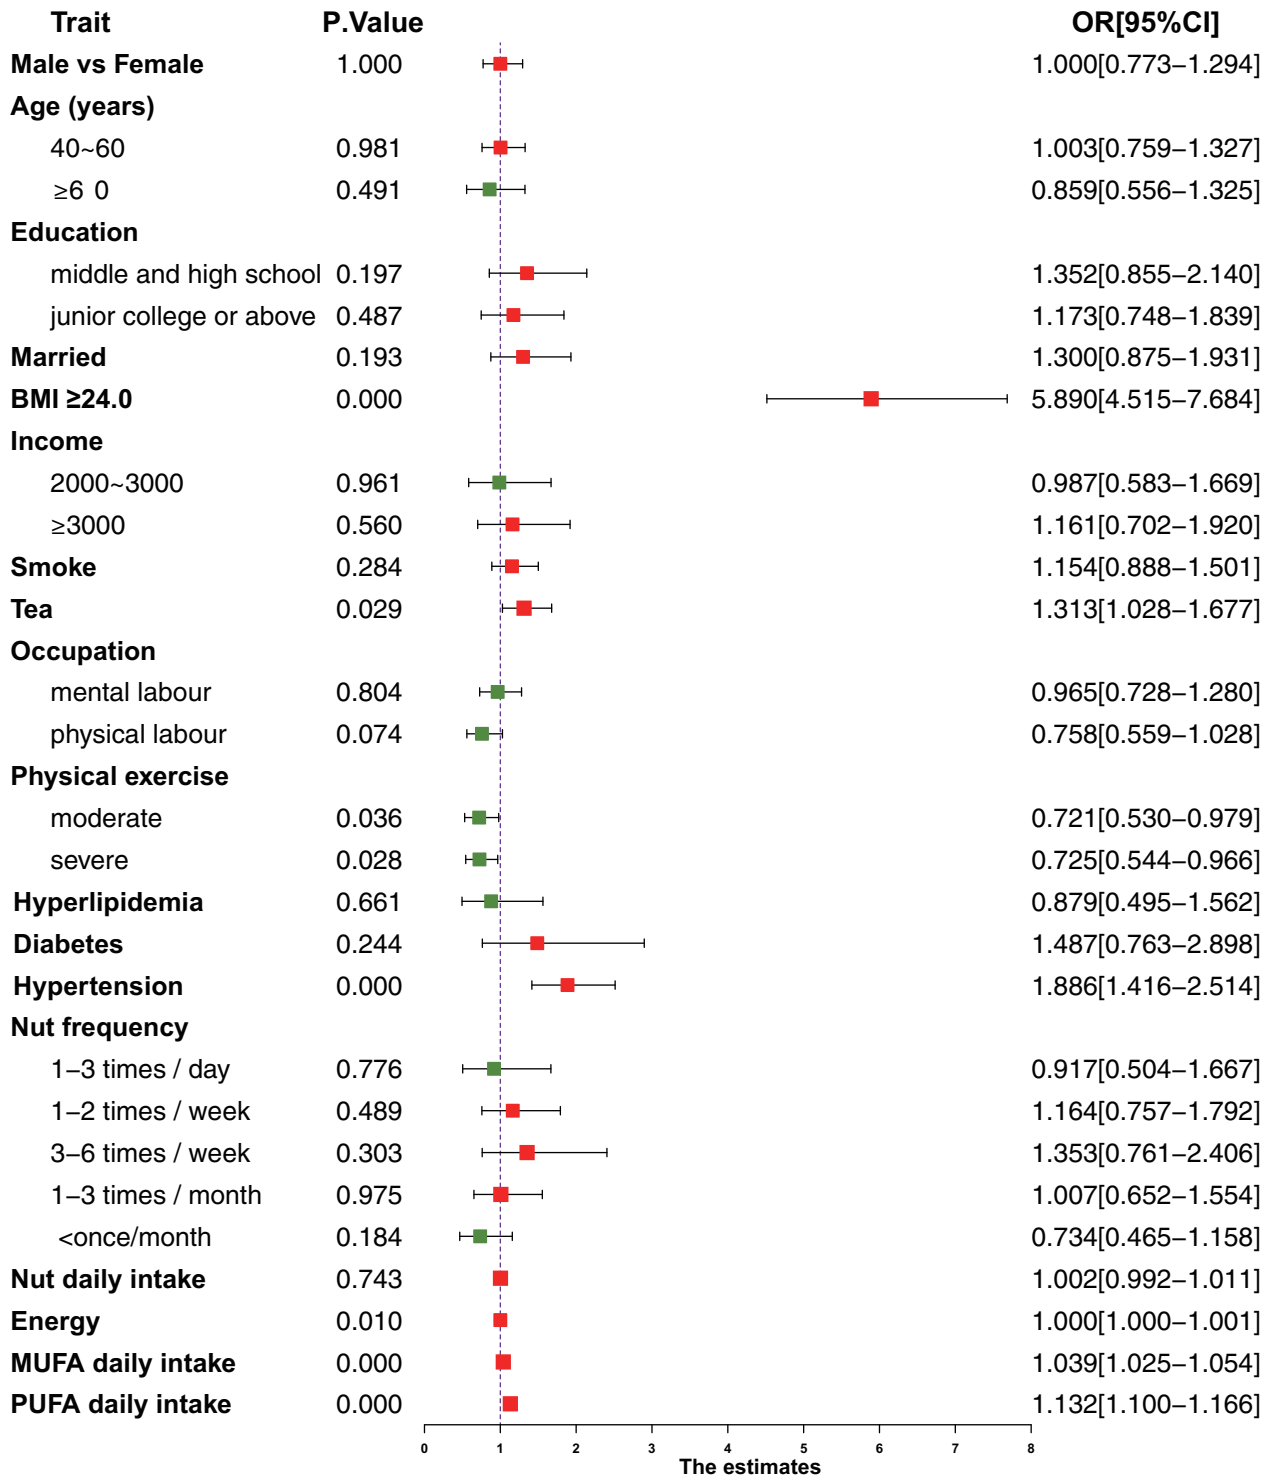 Trait P.Value OR[95%CI]
Male vs Female 1.000 1.000[0.773−1.294]
Age (years)
40~60 0.981 1.003[0.759−1.327]
≥6 0 0.491 0.859[0.556−1.325]
Education
middle and high school 0.197 1.352[0.855−2.140]
junior college or above 0.487 1.173[0.748−1.839]
Married 0.193 1.300[0.875−1.931]
BMI ≥24.0 0.000 5.890[4.515−7.684]
Income
2000~3000 0.961 0.987[0.583−1.669]
≥3000 0.560 1.161[0.702−1.920]
Smoke 0.284 1.154[0.888−1.501]
Tea 0.029 1.313[1.028−1.677]
Occupation
mental labour 0.804 0.965[0.728−1.280]
physical labour 0.074 0.758[0.559−1.028]
Physical exercise
moderate 0.036 0.721[0.530−0.979]
severe 0.028 0.725[0.544−0.966]
Hyperlipidemia 0.661 0.879[0.495−1.562]
Diabetes 0.244 1.487[0.763−2.898]
Hypertension 0.000 1.886[1.416−2.514]
Nut frequency
1−3 times / day 0.776 0.917[0.504−1.667]
1−2 times / week 0.489 1.164[0.757−1.792]
3−6 times / week 0.303 1.353[0.761−2.406]
1−3 times / month 0.975 1.007[0.652−1.554]
<once/month 0.184 0.734[0.465−1.158]
Nut daily intake 0.743 1.002[0.992−1.011]
Energy 0.010 1.000[1.000−1.001]
MUFA daily intake 0.000 1.039[1.025−1.054]
PUFA daily intake 0.000 1.132[1.100−1.166]
0 1 2 3 4 5 6 7 8
The estimates